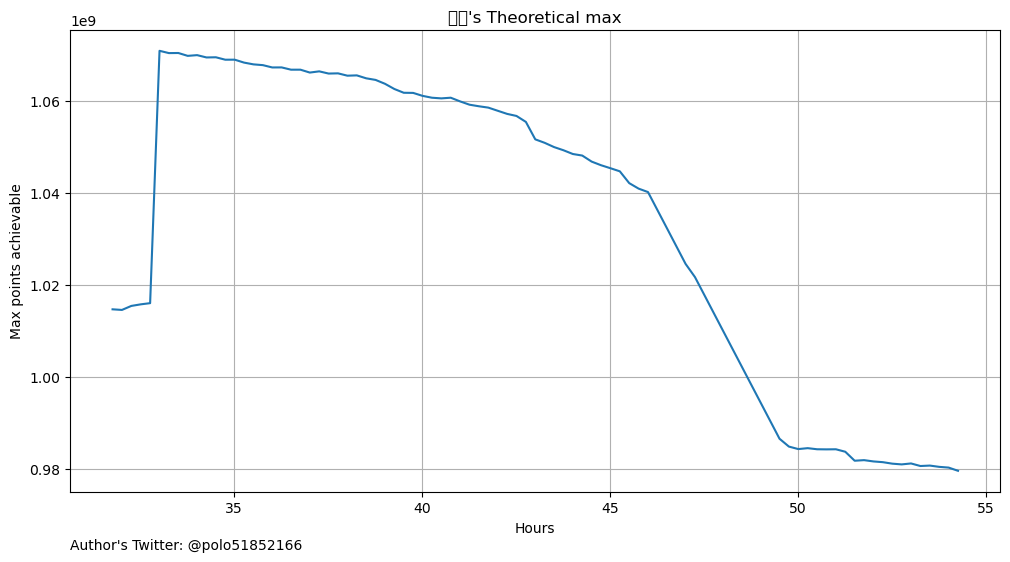 1e9
's Theoretical max
Max points achievable
1.06
1.04
1.02
1.00
0.98
35
40
45
50
55
Hours
Author's Twitter: @polo51852166